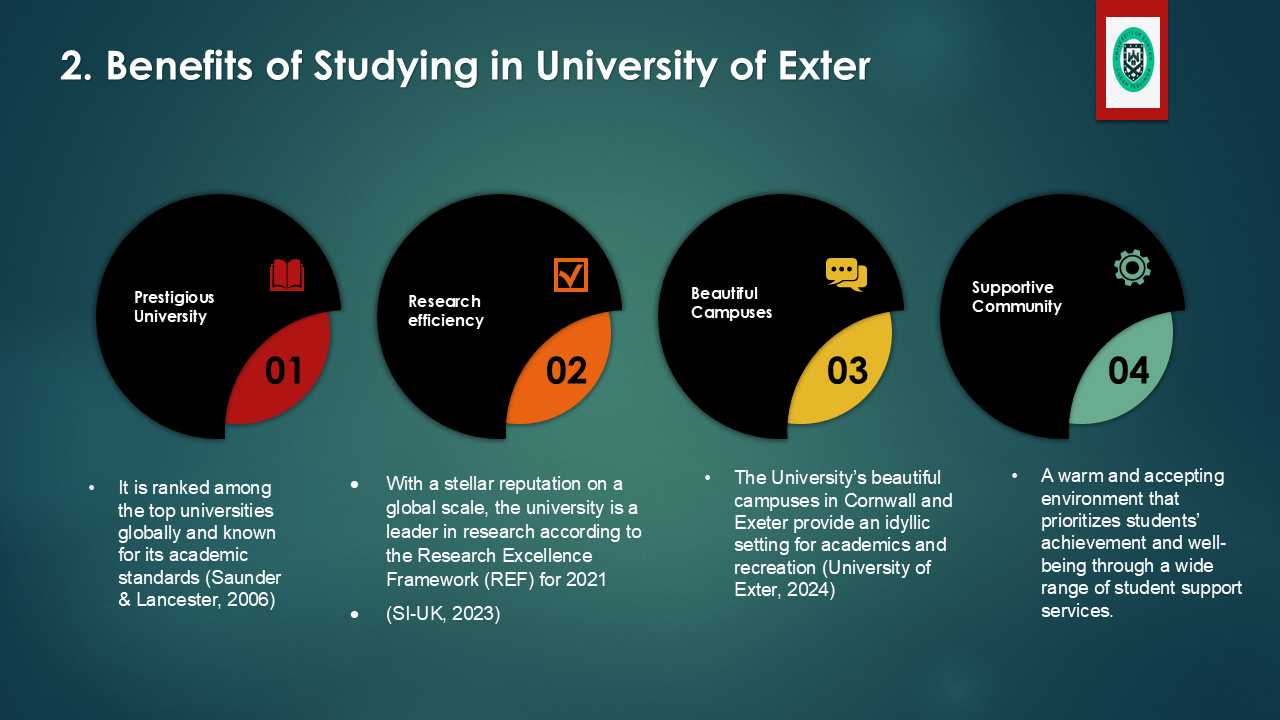 2. Benefits of Studying in University of Exter
Prestigious
University
01
Research
efficiency
02
Beautiful
Campuses
03
Supportive
Community
04
• It is ranked among
the top universities
globally and known
for its academic
standards (Saunder
& Lancester, 2006)
• With a stellar reputation on a
global scale, the university is a
leader in research according to
the Research Excellence
Framework (REF) for 2021
• (SI-UK, 2023)
• The University’s beautiful
campuses in Cornwall and
Exeter provide an idyllic
setting for academics and
recreation (University of
Exter, 2024)
• A warm and accepting
environment that
prioritizes students’
achievement and well-
being through a wide
range of student support
services.